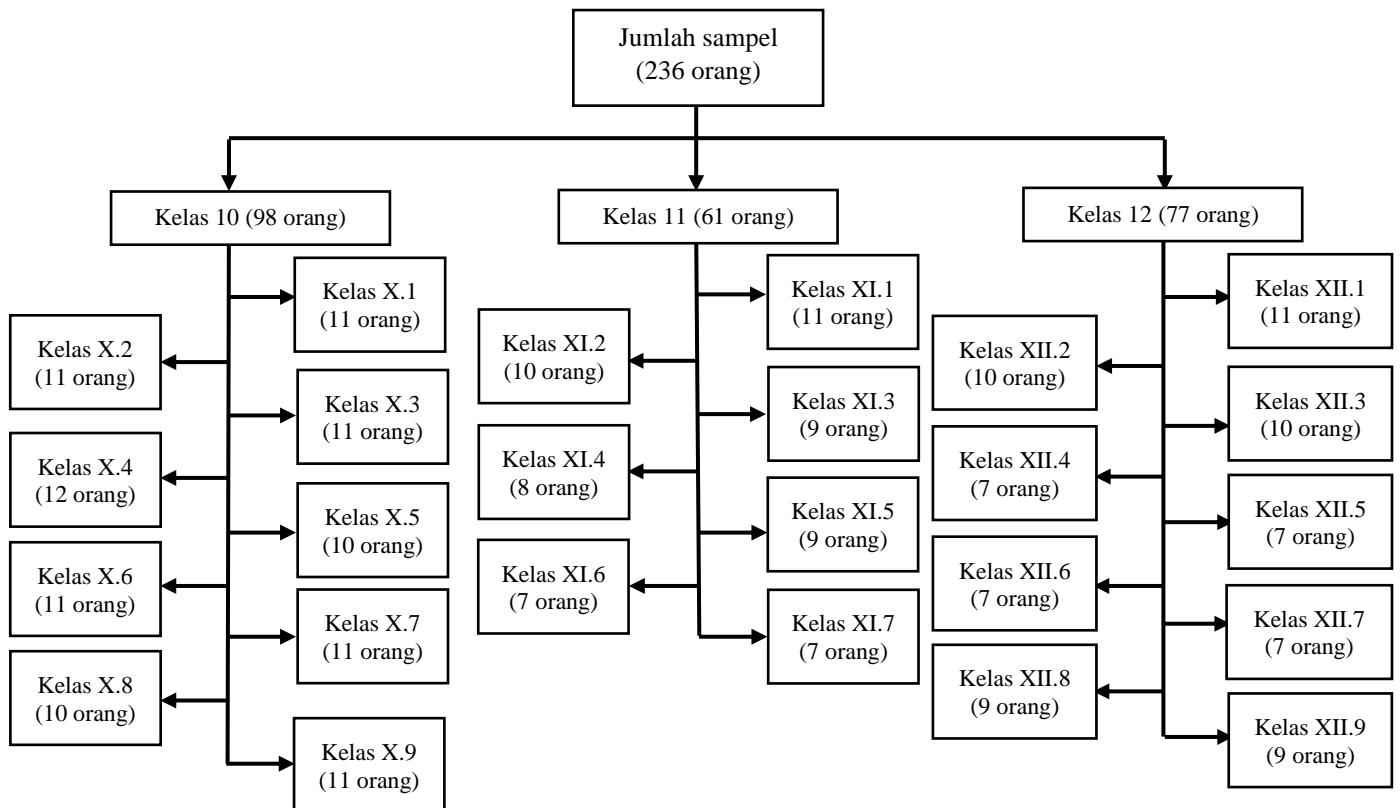 Jumlah sampel
(236 orang)
Kelas 10 (98 orang)
Kelas X.1
(11 orang)
Kelas X.2
(11 orang)
Kelas X.3
(11 orang)
Kelas X.4
(12 orang)
Kelas X.5
(10 orang)
Kelas X.6
(11 orang)
Kelas X.7
(11 orang)
Kelas X.8
(10 orang)
Kelas X.9
(11 orang)
Kelas 11 (61 orang)
Kelas XI.1
(11 orang)
Kelas XI.2
(10 orang)
Kelas XI.3
(9 orang)
Kelas XI.4
(8 orang)
Kelas XI.5
(9 orang)
Kelas XI.6
(7 orang)
Kelas XI.7
(7 orang)
Kelas 12 (77 orang)
Kelas XII.1
(11 orang)
Kelas XII.2
(10 orang)
Kelas XII.3
(10 orang)
Kelas XII.4
(7 orang)
Kelas XII.5
(7 orang)
Kelas XII.6
(7 orang)
Kelas XII.7
(7 orang)
Kelas XII.8
(9 orang)
Kelas XII.9
(9 orang)